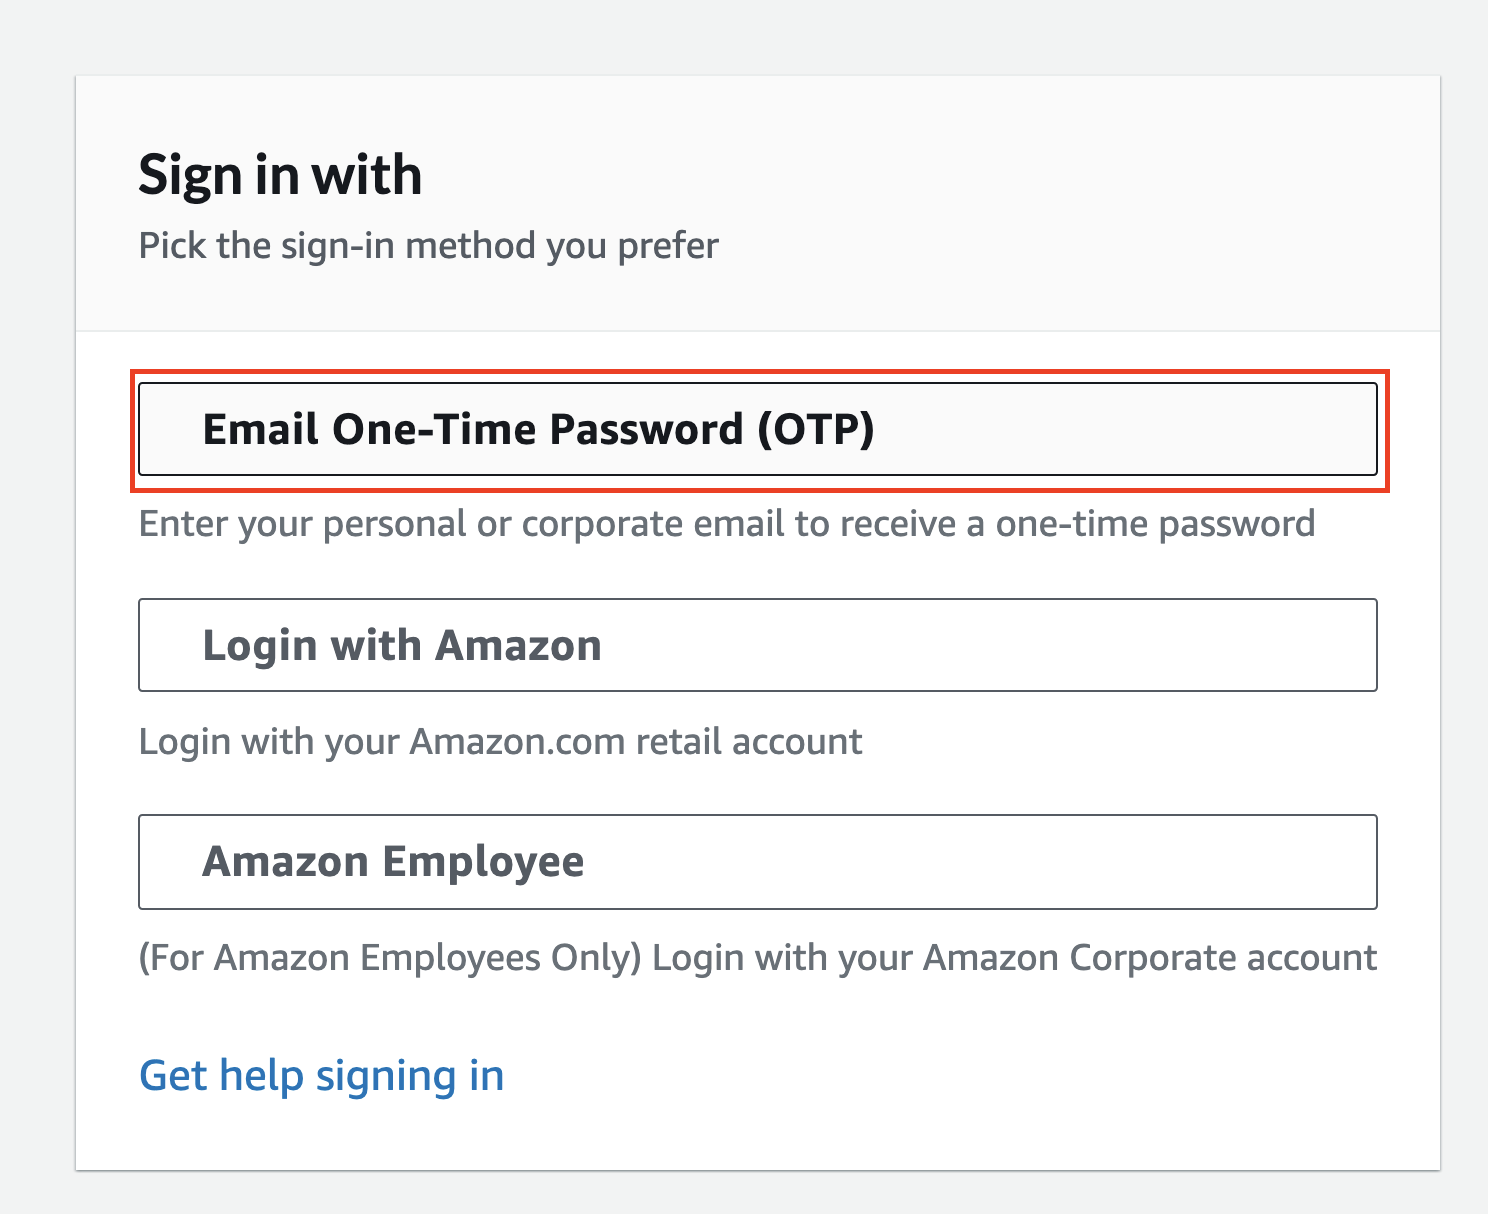 Sign in with
Pick the sign-in method you prefer
Email One-Time Password (OTP)
Enter your personal or corporate email to receive a one-time password
Login with Amazon
Login with your Amazon.com retail account
Amazon Employee
(For Amazon Employees Only) Login with your Amazon Corporate account
Get help signing in